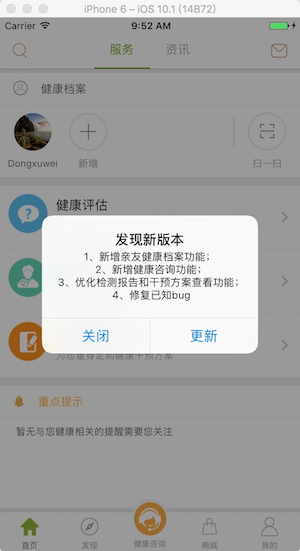 iPhone 6 – iOS 10.1 (14B72)
Carrier 9:52 AM
服务 资讯
健康档案
Dongxuwei 新增 扫一扫
健康评估
发现新版本
1、新增亲友健康档案功能；
2、新增健康咨询功能；
3、优化检测报告和干预方案查看功能；
4、修复已知bug
关闭 更新
为您量身定制健康干预方案
重点提示
暂无与您健康相关的提醒需要您关注
首页 发现 健康咨询 商城 我的